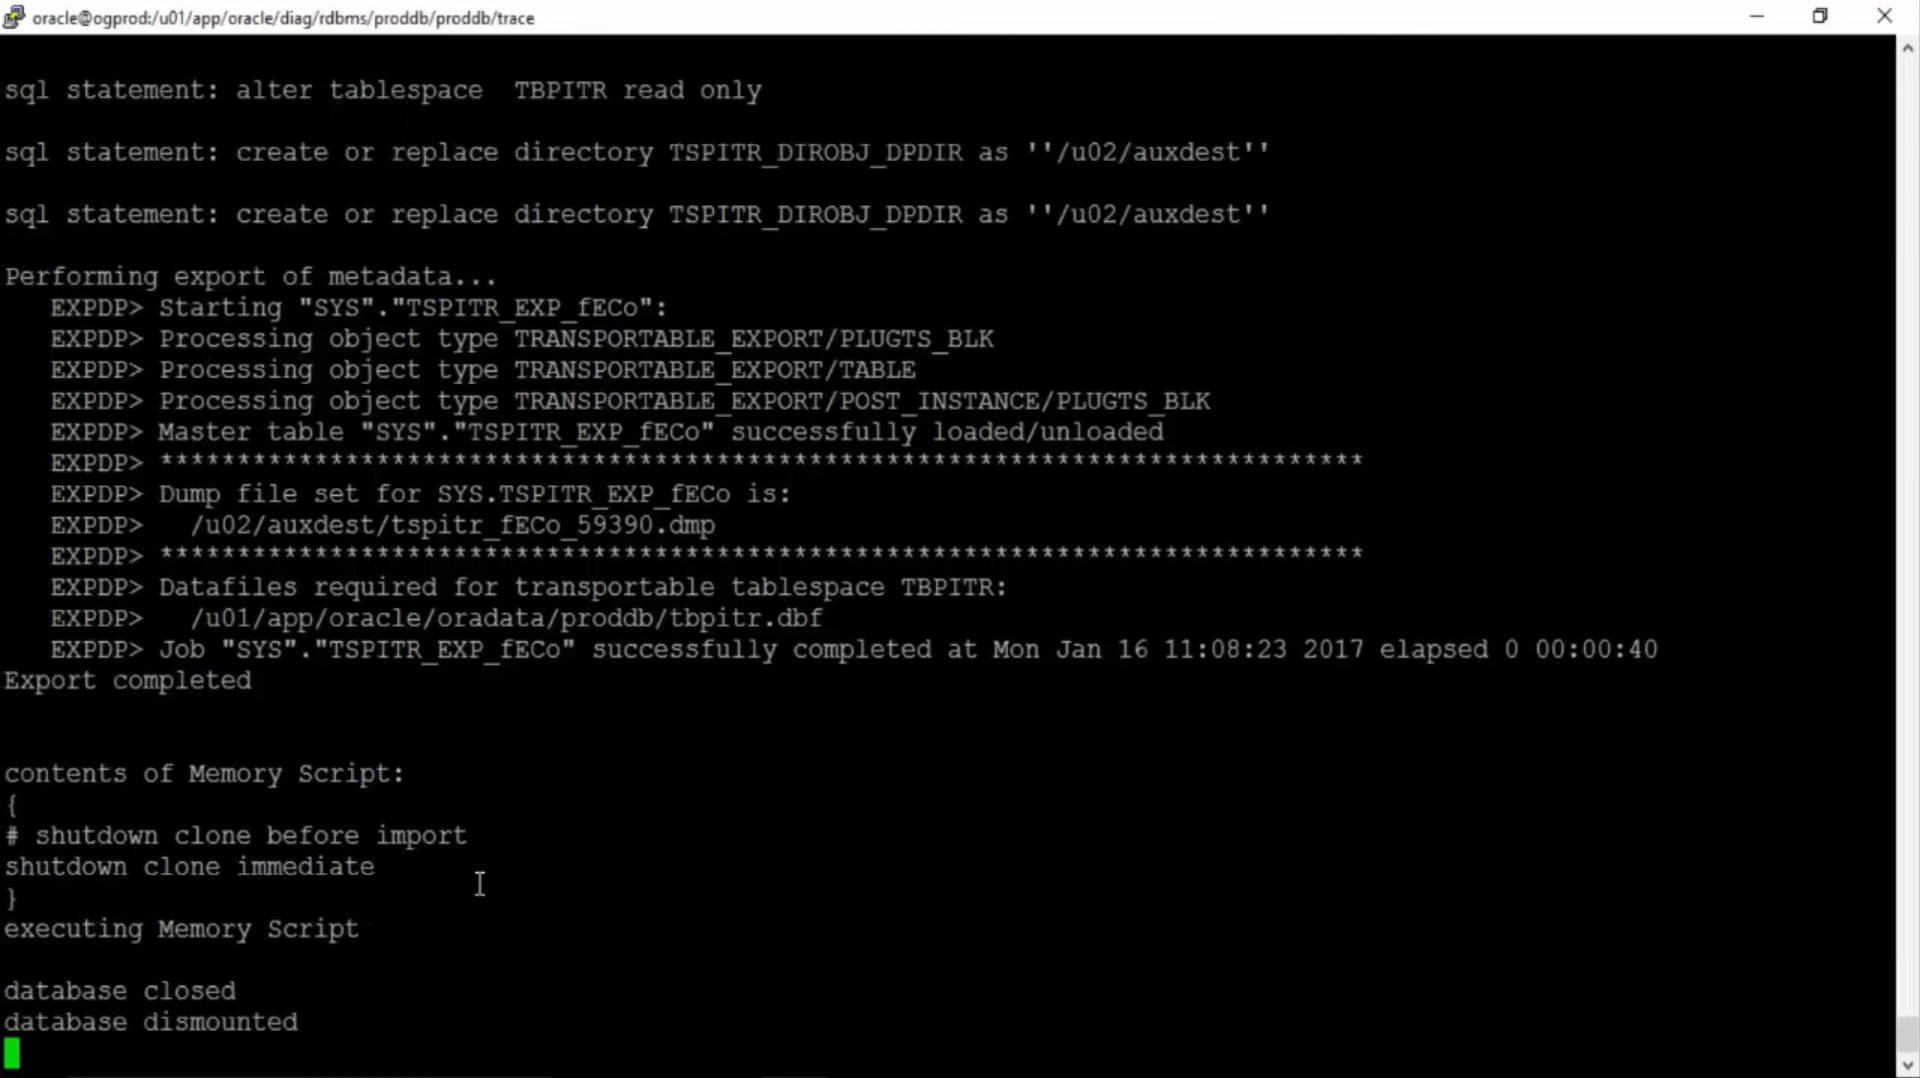 oracle@ogprod:/u01/app/oracle/diag/rdbms/proddb/proddb/trace
sql statement: alter tablespace  TBPITR read only
sql statement: create or replace directory TSPITR_DIROBJ_DPDIR as ''/u02/auxdest''
sql statement: create or replace directory TSPITR_DIROBJ_DPDIR as ''/u02/auxdest''
Performing export of metadata...
   EXPDP> Starting "SYS"."TSPITR_EXP_fECo":
   EXPDP> Processing object type TRANSPORTABLE_EXPORT/PLUGTS_BLK
   EXPDP> Processing object type TRANSPORTABLE_EXPORT/TABLE
   EXPDP> Processing object type TRANSPORTABLE_EXPORT/POST_INSTANCE/PLUGTS_BLK
   EXPDP> Master table "SYS"."TSPITR_EXP_fECo" successfully loaded/unloaded
   EXPDP> ******************************************************************************
   EXPDP> Dump file set for SYS.TSPITR_EXP_fECo is:
   EXPDP>   /u02/auxdest/tspitr_fECo_59390.dmp
   EXPDP> ******************************************************************************
   EXPDP> Datafiles required for transportable tablespace TBPITR:
   EXPDP>   /u01/app/oracle/oradata/proddb/tbpitr.dbf
   EXPDP> Job "SYS"."TSPITR_EXP_fECo" successfully completed at Mon Jan 16 11:08:23 2017 elapsed 0 00:00:40
Export completed
contents of Memory Script:
{
# shutdown clone before import
shutdown clone immediate
}
executing Memory Script
database closed
database dismounted